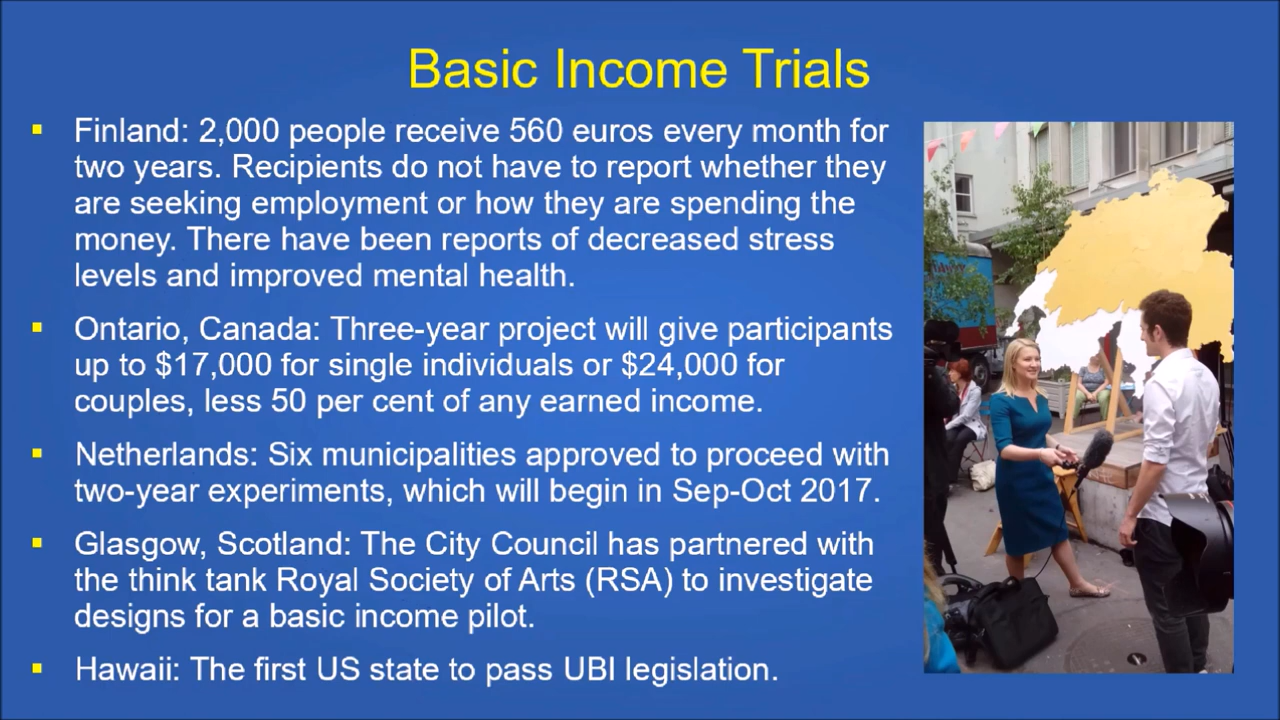 Basic Income Trials
▪ Finland: 2,000 people receive 560 euros every month for
two years. Recipients do not have to report whether they
are seeking employment or how they are spending the
money. There have been reports of decreased stress
levels and improved mental health.
▪ Ontario, Canada: Three-year project will give participants
up to $17,000 for single individuals or $24,000 for
couples, less 50 per cent of any earned income.
▪ Netherlands: Six municipalities approved to proceed with
two-year experiments, which will begin in Sep-Oct 2017.
▪ Glasgow, Scotland: The City Council has partnered with
the think tank Royal Society of Arts (RSA) to investigate
designs for a basic income pilot.
▪ Hawaii: The first US state to pass UBI legislation.